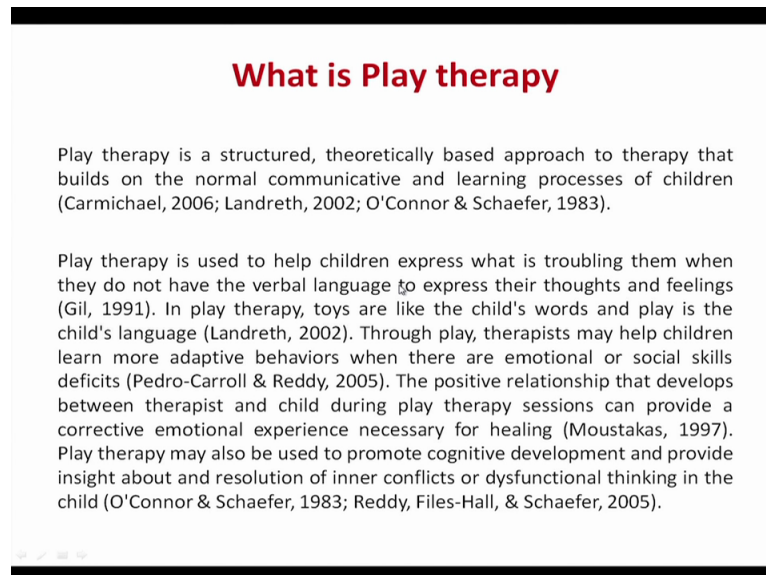 What is Play therapy
Play therapy is a structured, theoretically based approach to therapy that
builds on the normal communicative and learning processes of children
(Carmichael, 2006; Landreth, 2002; O'Connor & Schaefer, 1983).
Play therapy is used to help children express what is troubling them when
they do not have the verbal language to express their thoughts and feelings
(Gil, 1991). In play therapy, toys are like the child's words and play is the
child's language (Landreth, 2002). Through play, therapists may help children
learn more adaptive behaviors when there are emotional or social skills
deficits (Pedro-Carroll & Reddy, 2005). The positive relationship that develops
between therapist and child during play therapy sessions can provide a
corrective emotional experience necessary for healing (Moustakas, 1997).
Play therapy may also be used to promote cognitive development and provide
insight about and resolution of inner conflicts or dysfunctional thinking in the
child (O'Connor & Schaefer, 1983; Reddy, Files-Hall, & Schaefer, 2005).